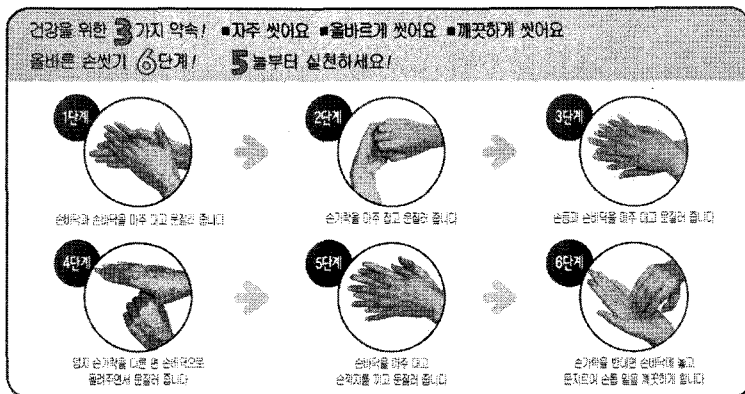 건강을 위한 3가지 약속! ■자주 씻어요 ■올바르게 씻어요 ■깨끗하게 씻어요
올바른 손씻기 6단계! 5늘부터 실천하세요!
1단계
손바닥과 손바닥을 마주 대고 문질러 줍니다
2단계
손가락을 마주 잡고 문질러 줍니다
3단계
손등과 손바닥을 마주 대고 문질러 줍니다
4단계
엄지 손가락을 다른 편 손바닥으로
돌려주면서 문질러 줍니다
5단계
손바닥을 마주 대고
손깍지를 끼고 문질러 줍니다
6단계
손가락을 반대편 손바닥에 놓고
문지르며 손톱 밑을 깨끗하게 합니다